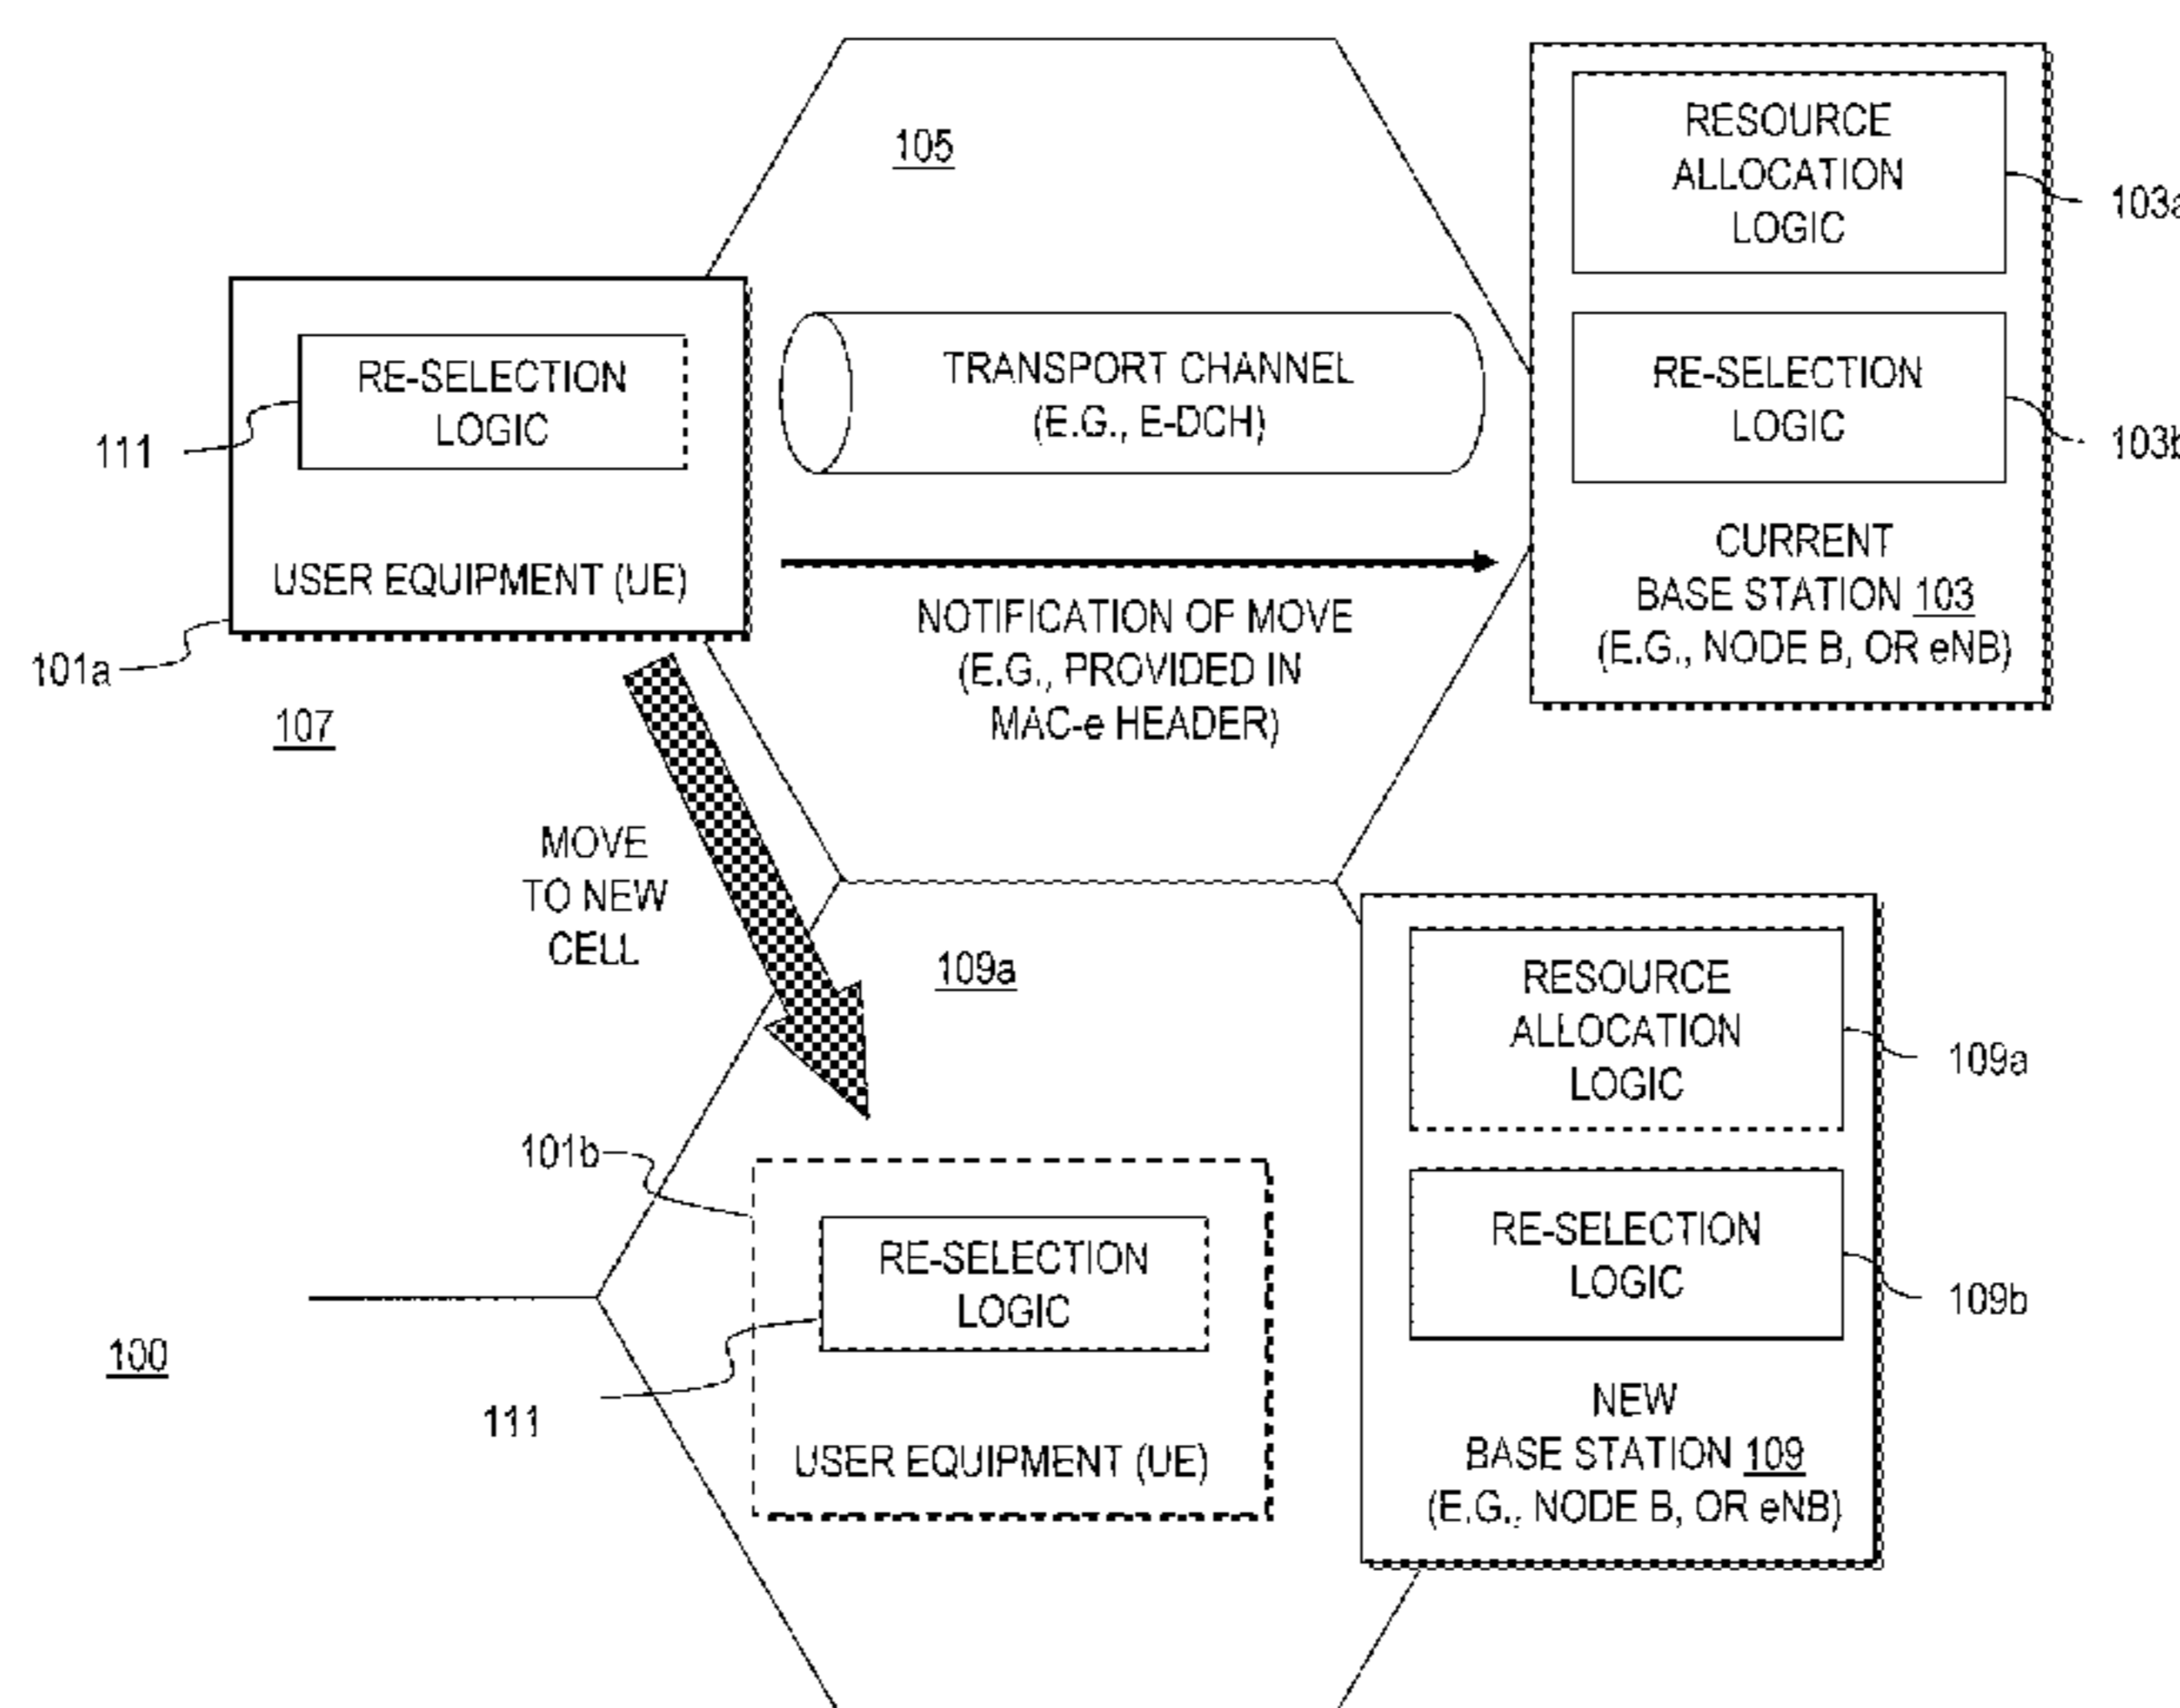 105
RESOURCE
ALLOCATION
LOGIC
103a
RE-SELECTION
LOGIC
103b
CURRENT
BASE STATION 103
(E.G., NODE B, OR eNB)
RE-SELECTION
LOGIC
111
USER EQUIPMENT (UE)
101a
TRANSPORT CHANNEL
(E.G., E-DCH)
NOTIFICATION OF MOVE
(E.G., PROVIDED IN
MAC-e HEADER)
107
MOVE
TO NEW
CELL
109a
RESOURCE
ALLOCATION
LOGIC
109a
RE-SELECTION
LOGIC
109b
NEW
BASE STATION 109
(E.G., NODE B, OR eNB)
101b
RE-SELECTION
LOGIC
111
USER EQUIPMENT (UE)
100